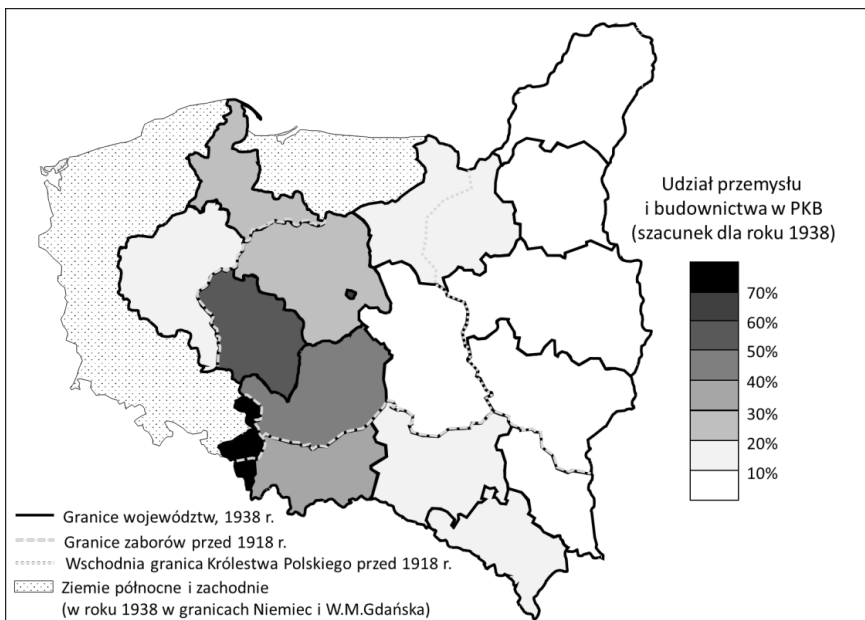 Udział przemysłu
i budownictwa w PKB
(szacunek dla roku 1938)
70%
60%
50%
40%
30%
20%
10%
Granice województw, 1938 r.
Granice zaborów przed 1918 r.
Wschodnia granica Królestwa Polskiego przed 1918 r.
Ziemie północne i zachodnie
(w roku 1938 w granicach Niemiec i W.M.Gdańska)